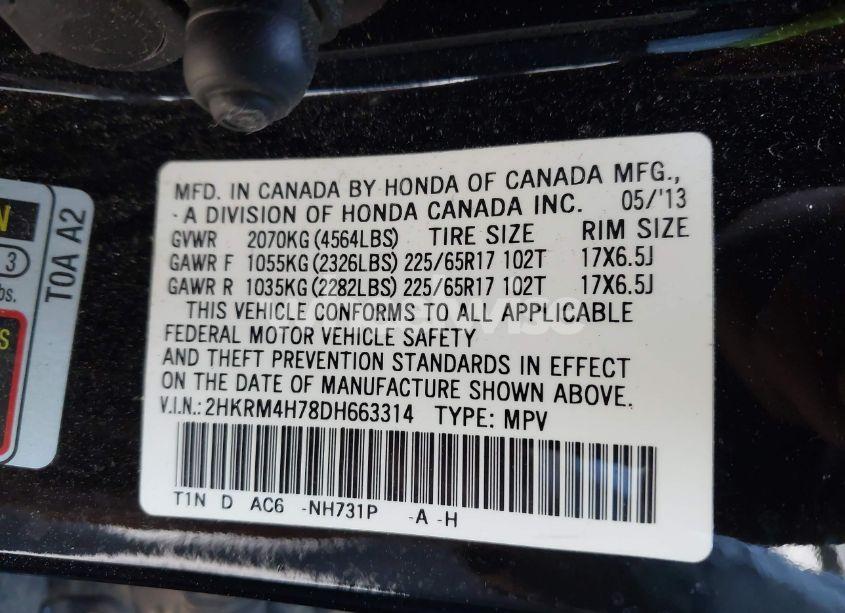 MFD. IN CANADA BY HONDA OF CANADA MFG.,
-A DIVISION OF HONDA CANADA INC. 05/'13
GVWR 2070KG (4564LBS) TIRE SIZE RIM SIZE
GAWR F 1055KG (2326LBS) 225/65R17 102T 17X6.5J
GAWR R 1035KG (2282LBS) 225/65R17 102T 17X6.5J
THIS VEHICLE CONFORMS TO ALL APPLICABLE
FEDERAL MOTOR VEHICLE SAFETY
AND THEFT PREVENTION STANDARDS IN EFFECT
ON THE DATE OF MANUFACTURE SHOWN ABOVE.
V.I.N.: 2HKRM4H78DH663314 TYPE: MPV
T1N D AC6 -NH731P -A -H
T0A A2
N
3
bs.
S